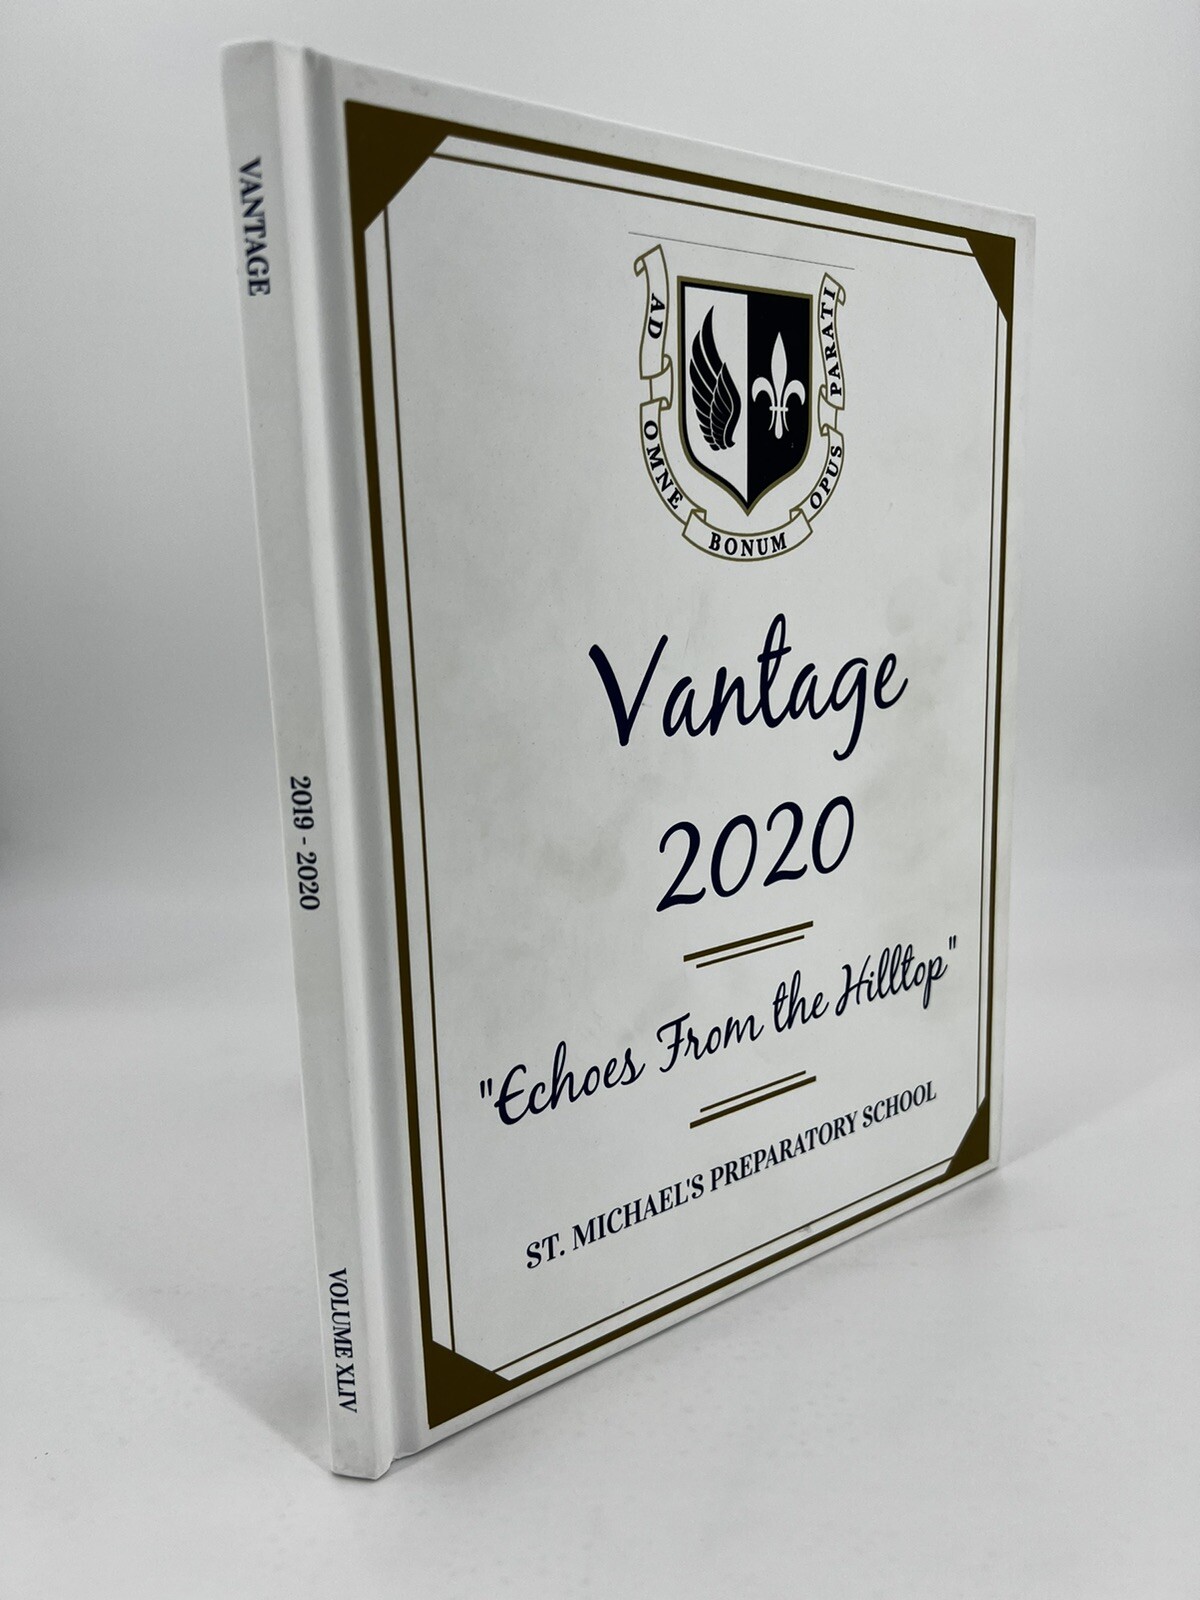 VANTAGE
2019 - 2020
VOLUME XLIV
AD OMNE BONUM OPUS PARATI
Vantage
2020
"Echoes From the Hilltop"
ST. MICHAEL'S PREPARATORY SCHOOL